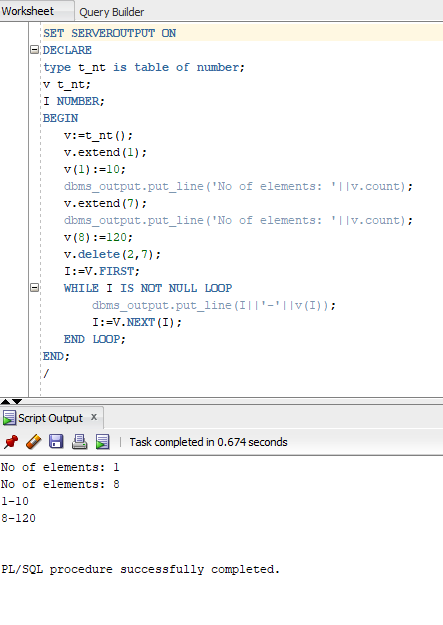 Worksheet Query Builder
SET SERVEROUTPUT ON
DECLARE
type t_nt is table of number;
v t_nt;
I NUMBER;
BEGIN
v:=t_nt();
v.extend(1);
v(1):=10;
dbms_output.put_line('No of elements: '||v.count);
v.extend(7);
dbms_output.put_line('No of elements: '||v.count);
v(8):=120;
v.delete(2,7);
I:=V.FIRST;
WHILE I IS NOT NULL LOOP
dbms_output.put_line(I||'-'||v(I));
I:=V.NEXT(I);
END LOOP;
END;
/
Script Output x
Task completed in 0.674 seconds
No of elements: 1
No of elements: 8
1-10
8-120
PL/SQL procedure successfully completed.